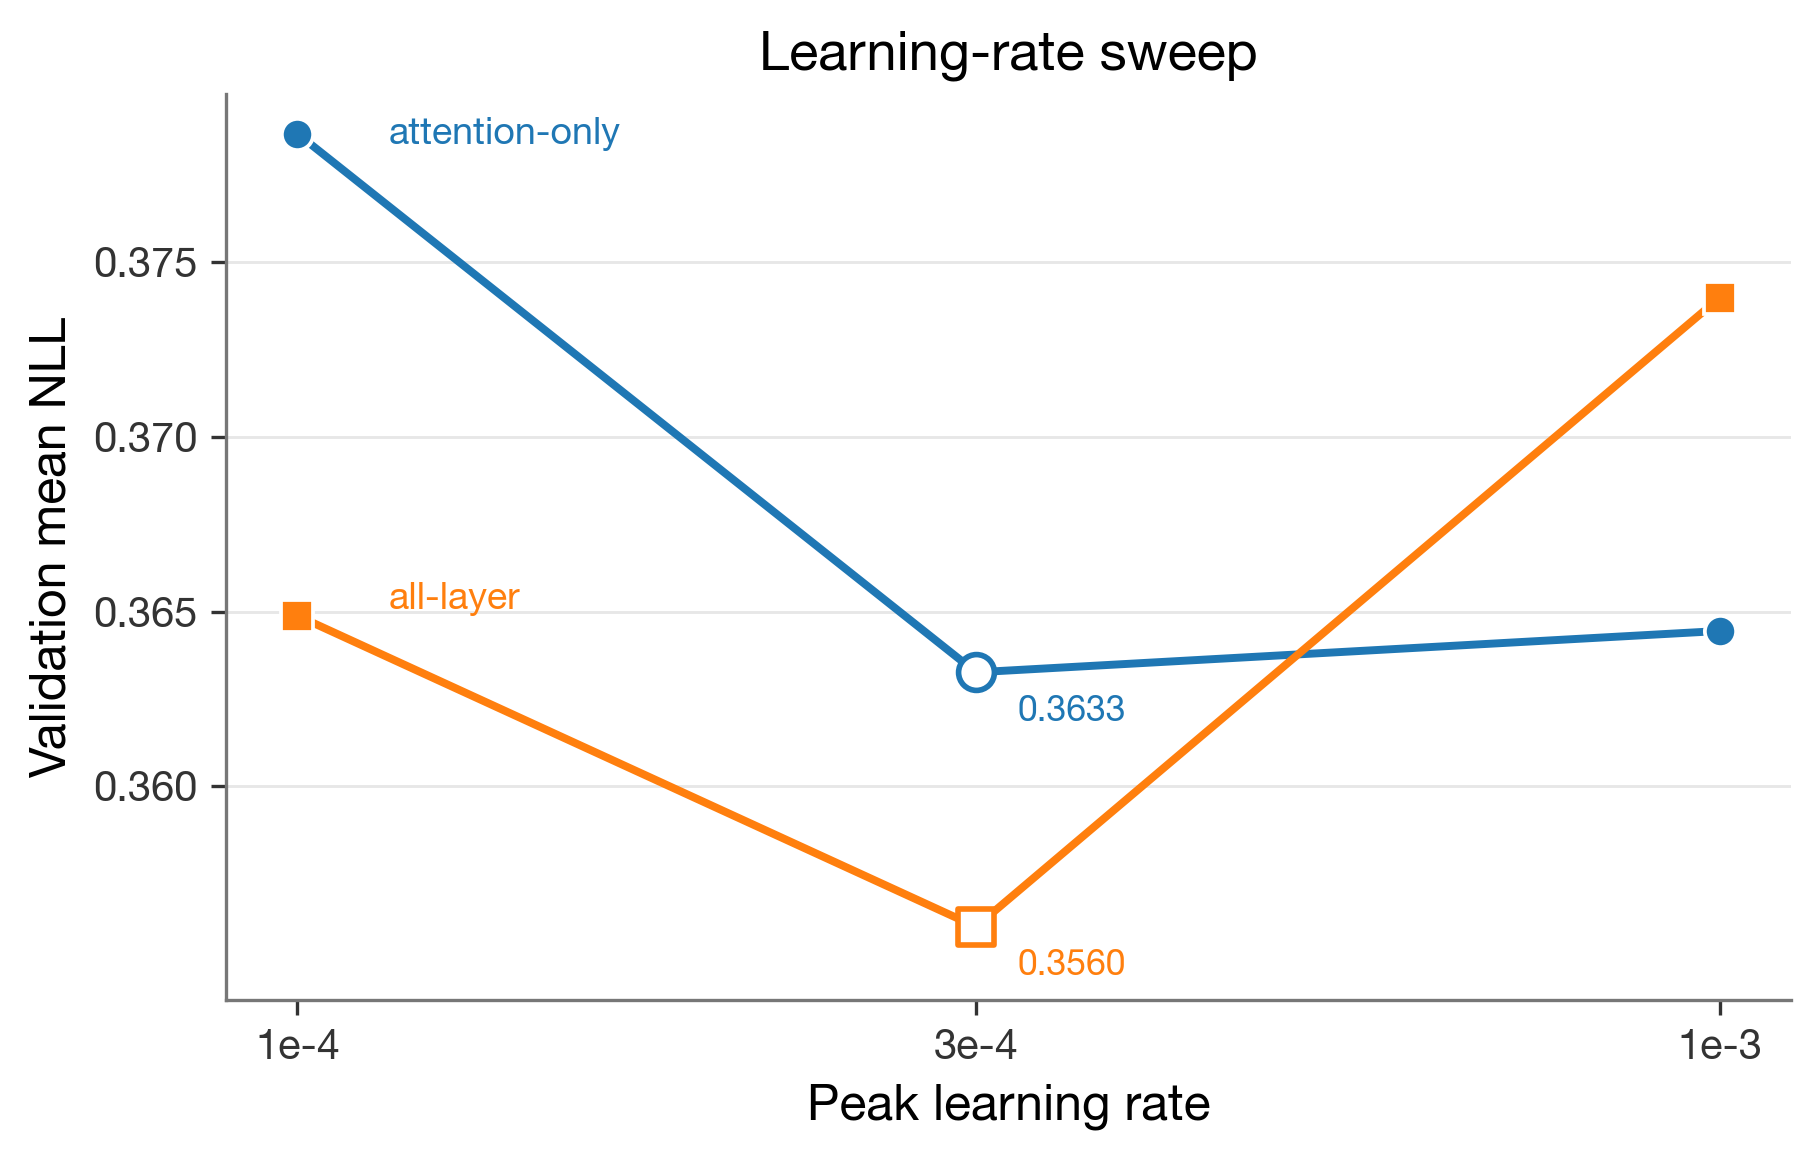 Learning-rate sweep
attention-only
0.375
0.370
all-layer
0.365
0.3633
0.360
0.3560
Validation mean NLL
1e-4
3e-4
1e-3
Peak learning rate